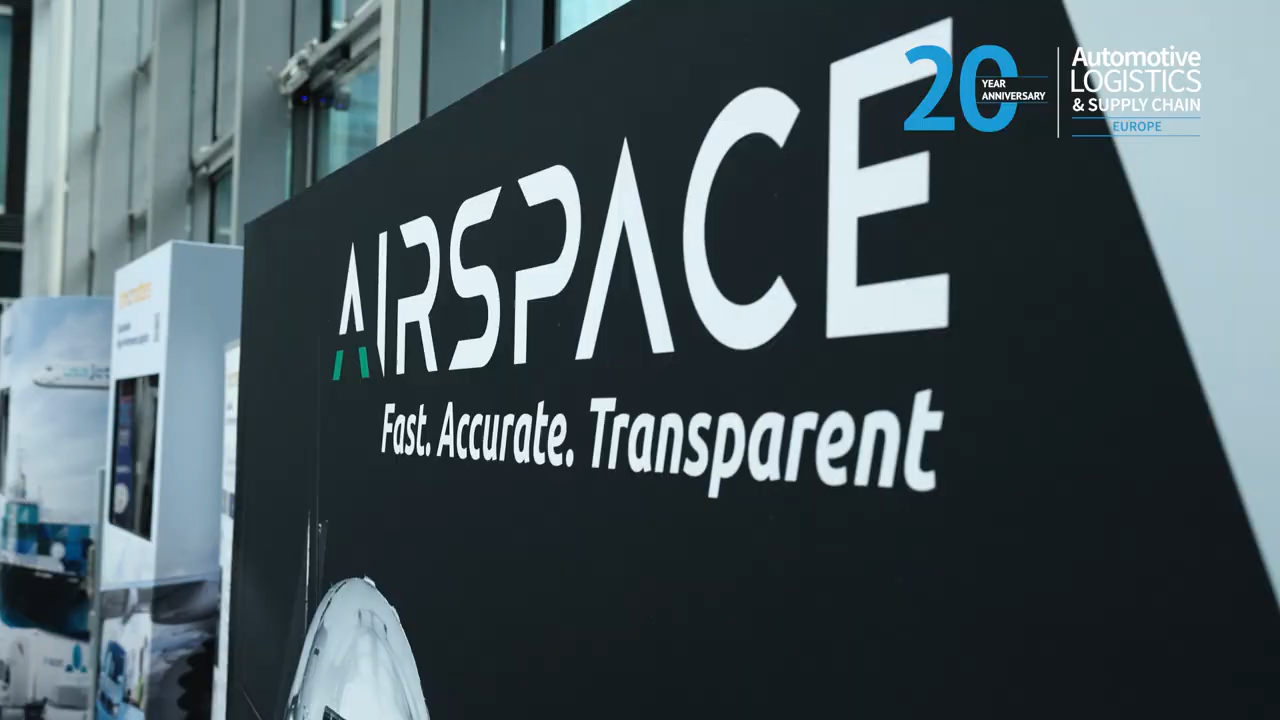 AIRSPACE
Fast. Accurate. Transparent
20 YEAR
ANNIVERSARY
Automotive
LOGISTICS
& SUPPLY CHAIN
EUROPE